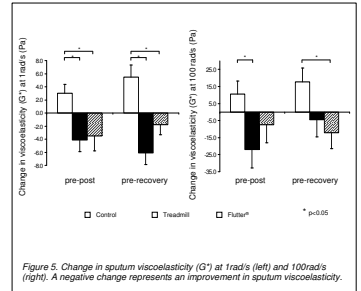 Change in viscoelasticity (G*) at 1rad/s (Pa)
8.0
6.0
4.0
2.0
0.0
-2.0
-4.0
-6.0
-8.0
*
*
*
*
pre-post
pre-recovery
Change in viscoelasticity (G*) at 100 rad/s (Pa)
25.0
15.0
5.0
-5.0
-15.0
-25.0
-35.0
*
*
pre-post
pre-recovery
Control
Treadmill
Flutter®
* p<0.05
Figure 5. Change in sputum viscoelasticity (G*) at 1rad/s (left) and 100rad/s
(right). A negative change represents an improvement in sputum viscoelasticity.